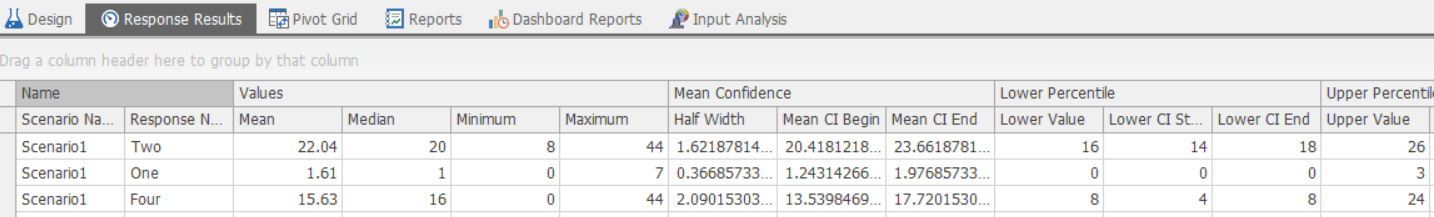 Design Response Results Pivot Grid Reports Dashboard Reports Input Analysis
Drag a column header here to group by that column
Name Values Mean Confidence Lower Percentile Upper Percentil
Scenario Na... Response N... Mean Median Minimum Maximum Half Width Mean CI Begin Mean CI End Lower Value Lower CI St... Lower CI End Upper Value
Scenario1 Two 22.04 20 8 44 1.62187814... 20.4181218... 23.6618781... 16 14 18 26
Scenario1 One 1.61 1 0 7 0.36685733... 1.24314266... 1.97685733... 0 0 0 3
Scenario1 Four 15.63 16 0 44 2.09015303... 13.5398469... 17.7201530... 8 4 8 24